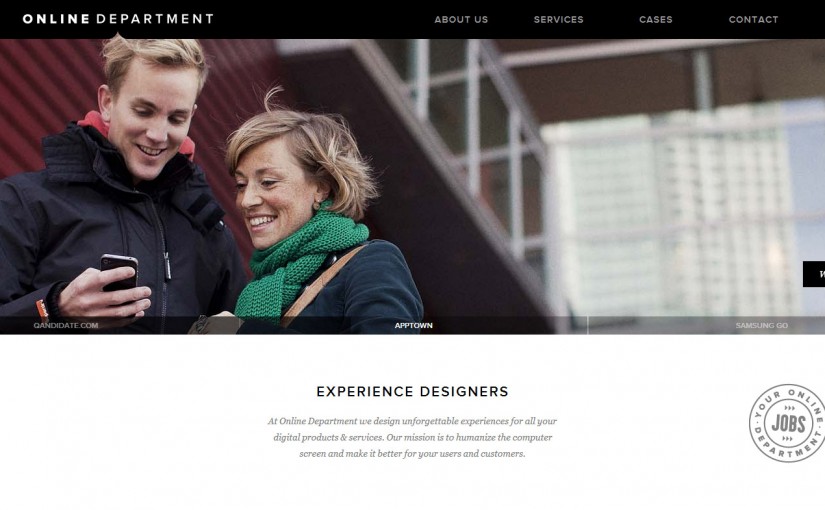 ONLINE DEPARTMENT
ABOUT US
SERVICES
CASES
CONTACT
QANDIDATE.COM
APPTOWN
SAMSUNG GO
EXPERIENCE DESIGNERS
At Online Department we design unforgettable experiences for all your
digital products & services. Our mission is to humanize the computer
screen and make it better for your users and customers.
YOUR ONLINE
JOBS
DEPARTMENT